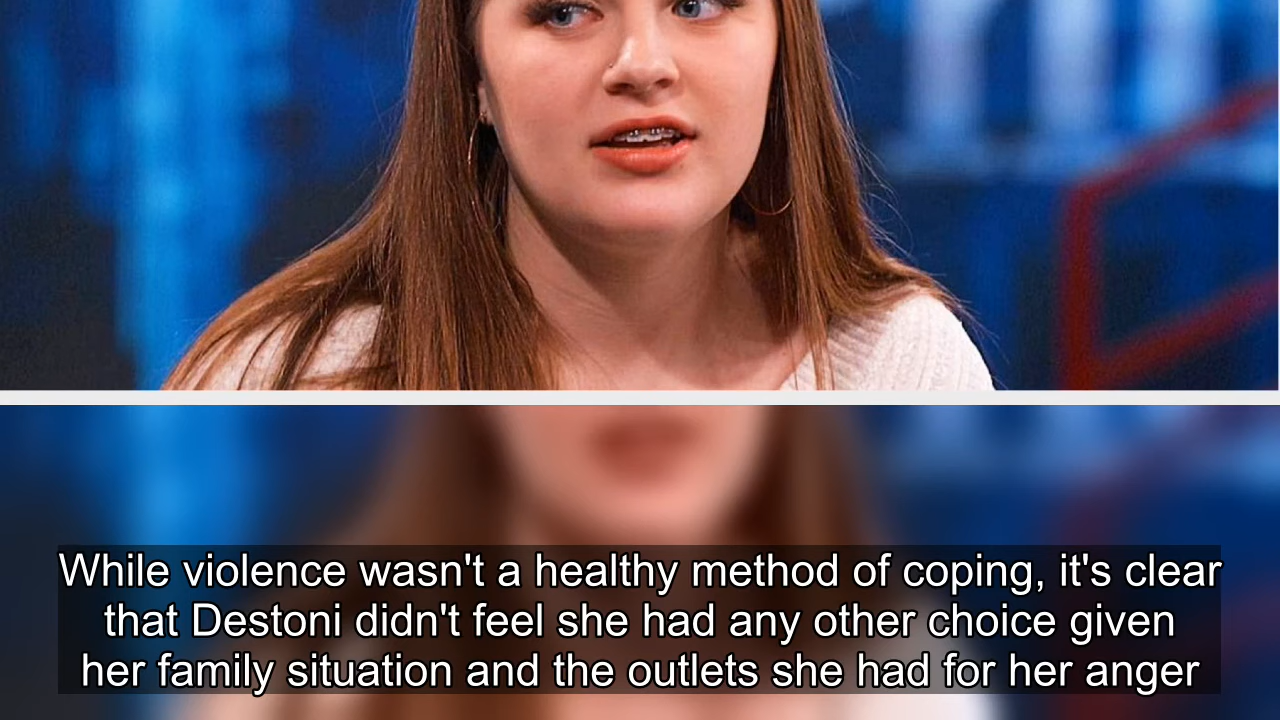 While violence wasn't a healthy method of coping, it's clear
that Destoni didn't feel she had any other choice given
her family situation and the outlets she had for her anger